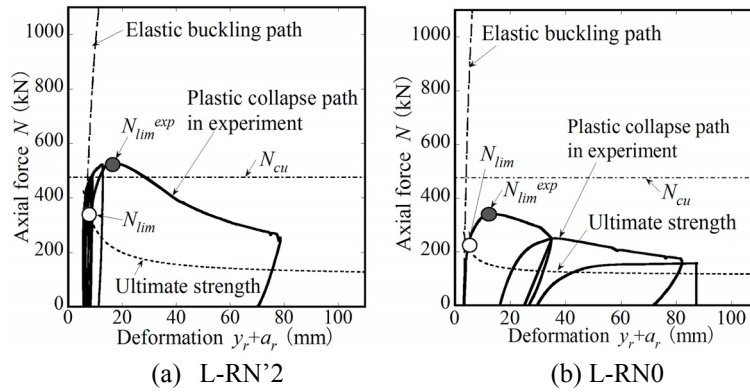 1000
800
600
400
200
0
Axial force N (kN)
Elastic buckling path
Plastic collapse path
in experiment
N_lim^exp
N_cu
N_lim
Ultimate strength
0 20 40 60 80 100
Deformation y_r+a_r (mm)
(a) L-RN'2
1000
800
600
400
200
0
Axial force N (kN)
Elastic buckling path
Plastic collapse path
in experiment
N_lim
N_lim^exp
N_cu
Ultimate strength
0 20 40 60 80 100
Deformation y_r+a_r (mm)
(b) L-RN0